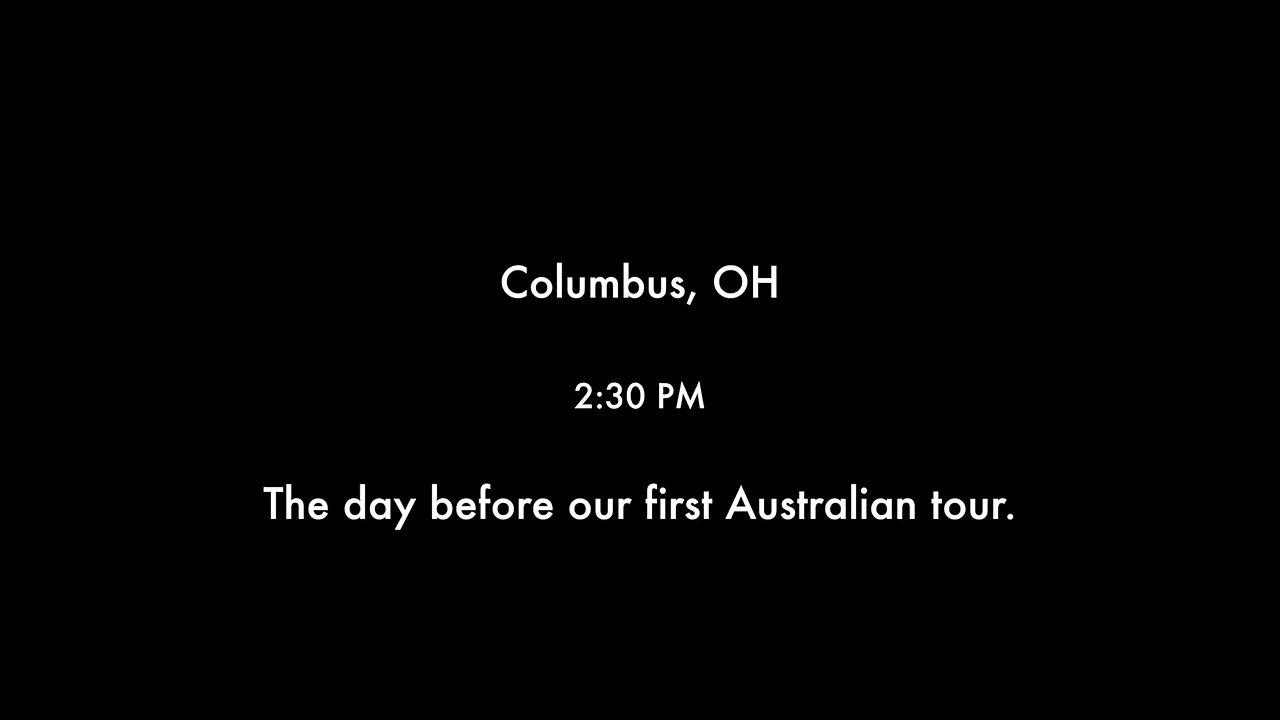 Columbus, OH
2:30 PM
The day before our first Australian tour.